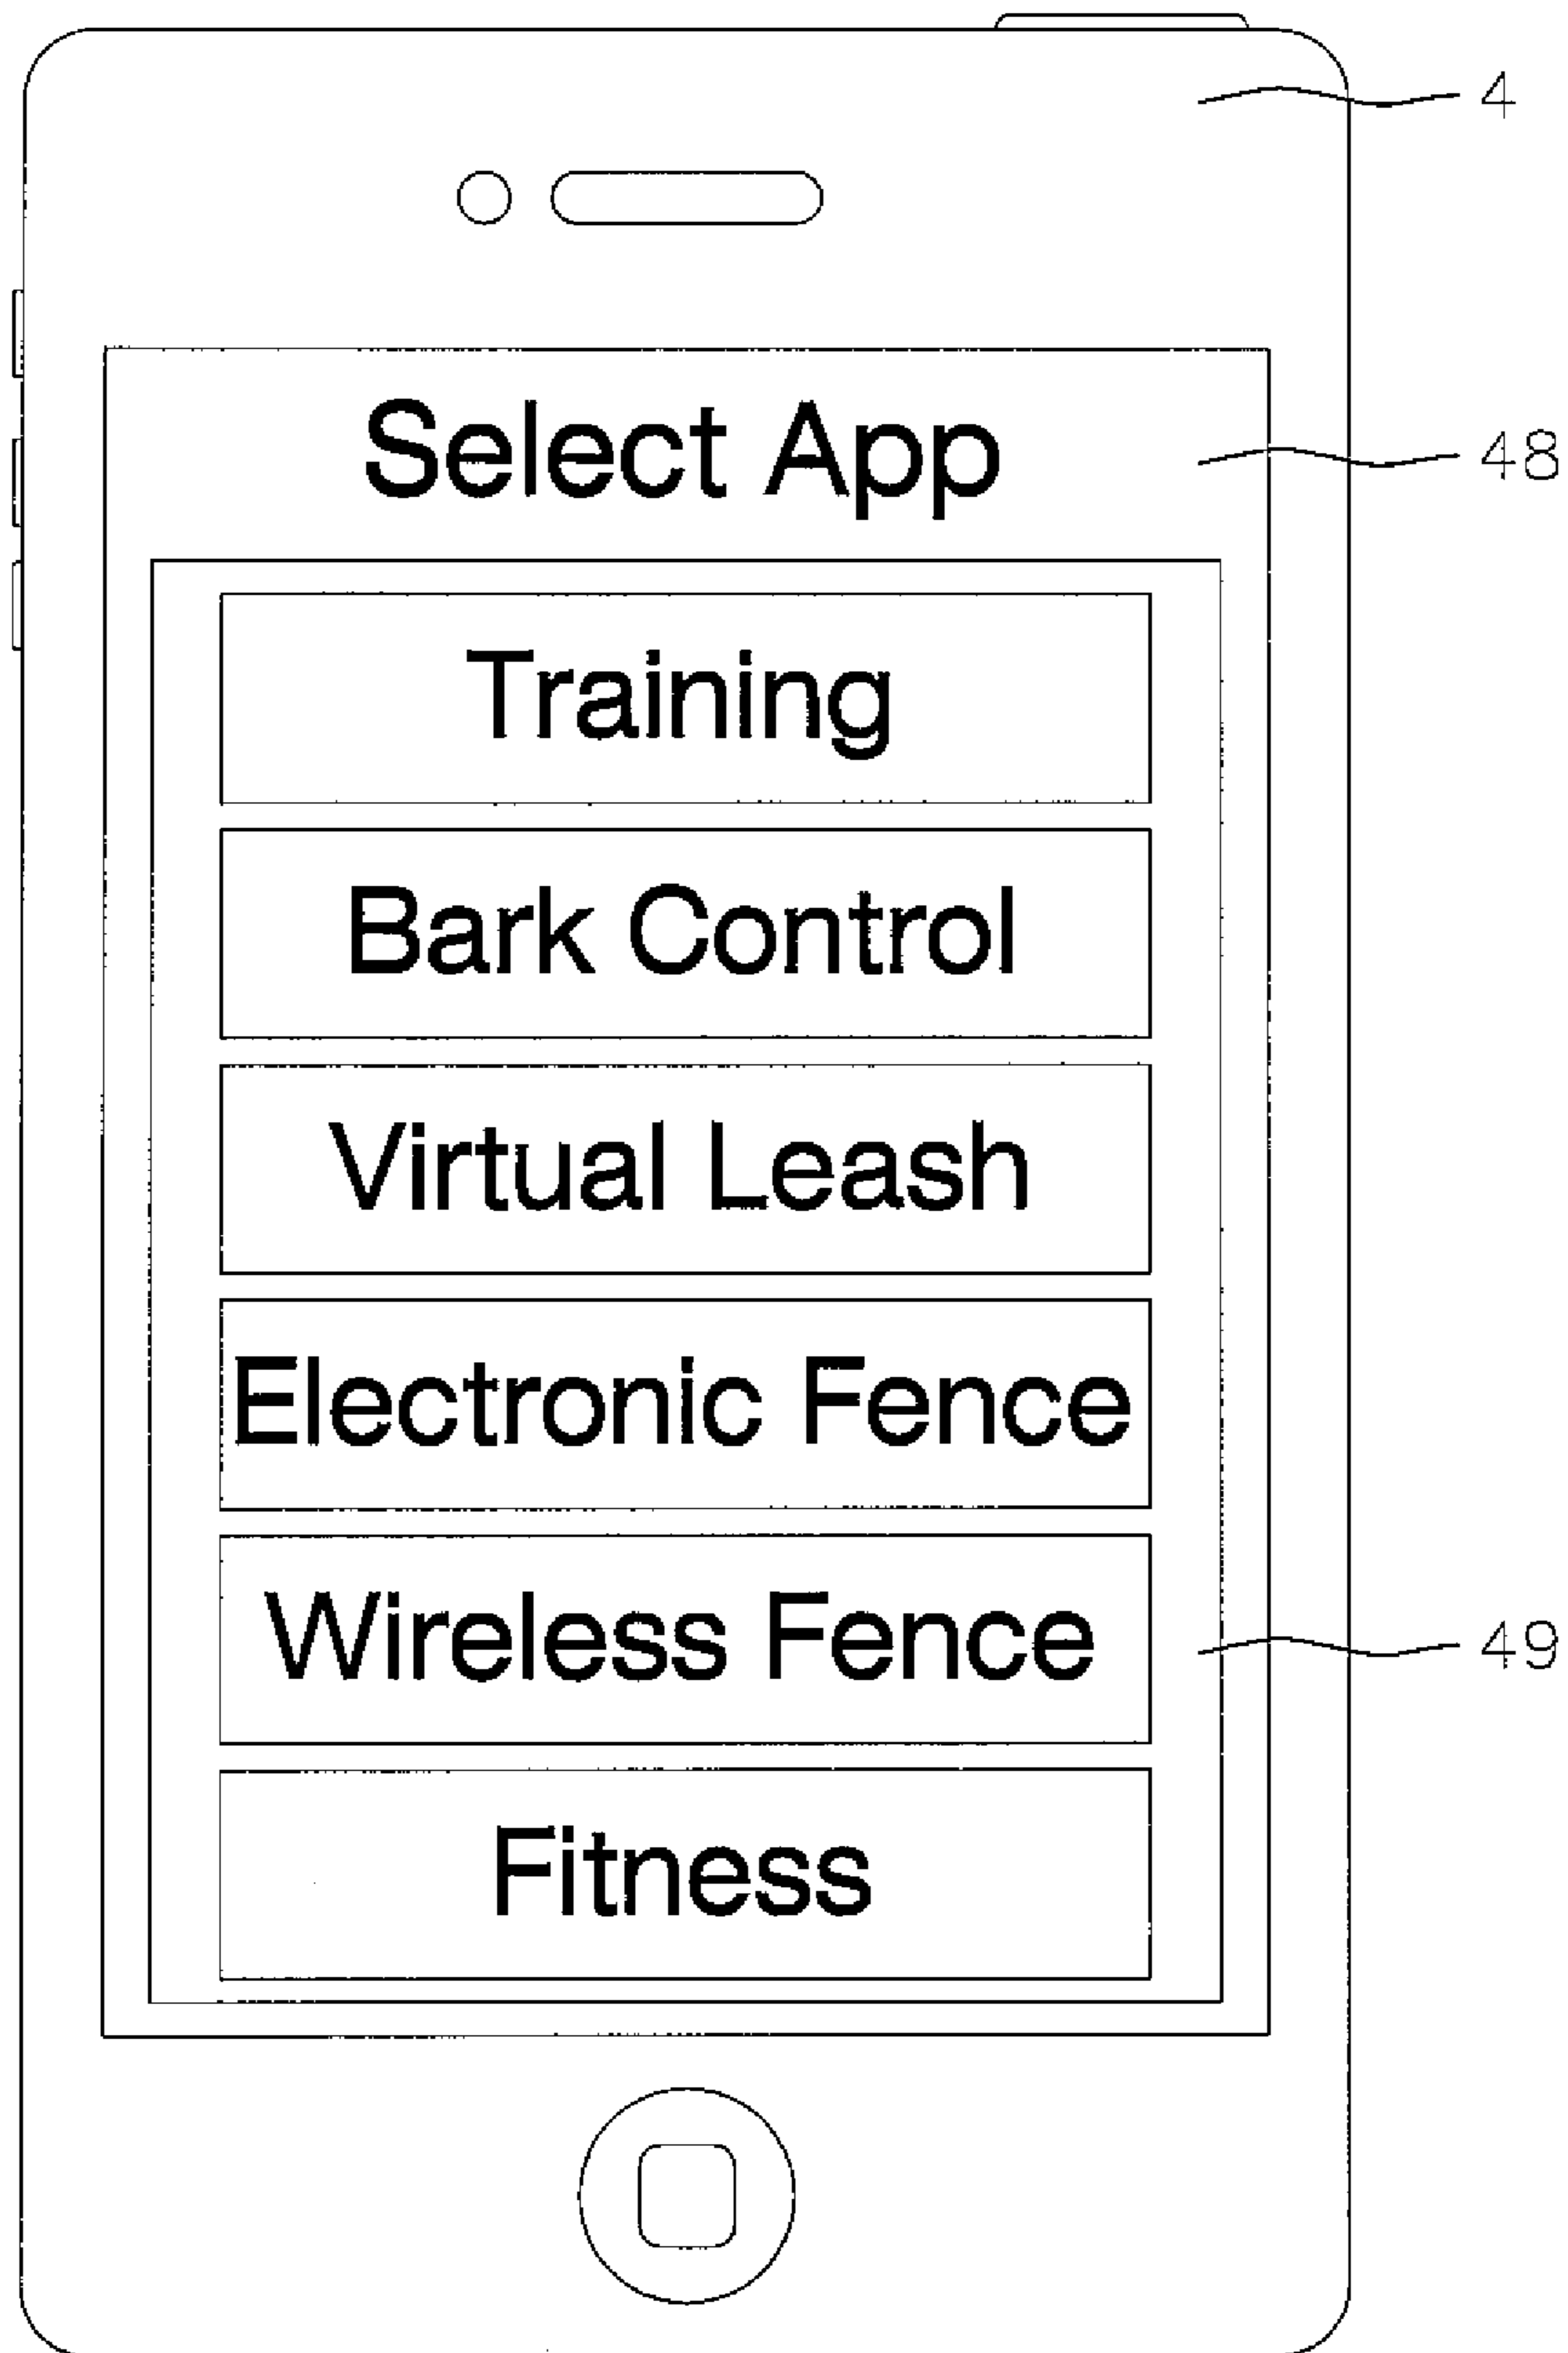 4
Select App
48
Training
Bark Control
Virtual Leash
Electronic Fence
Wireless Fence
49
Fitness